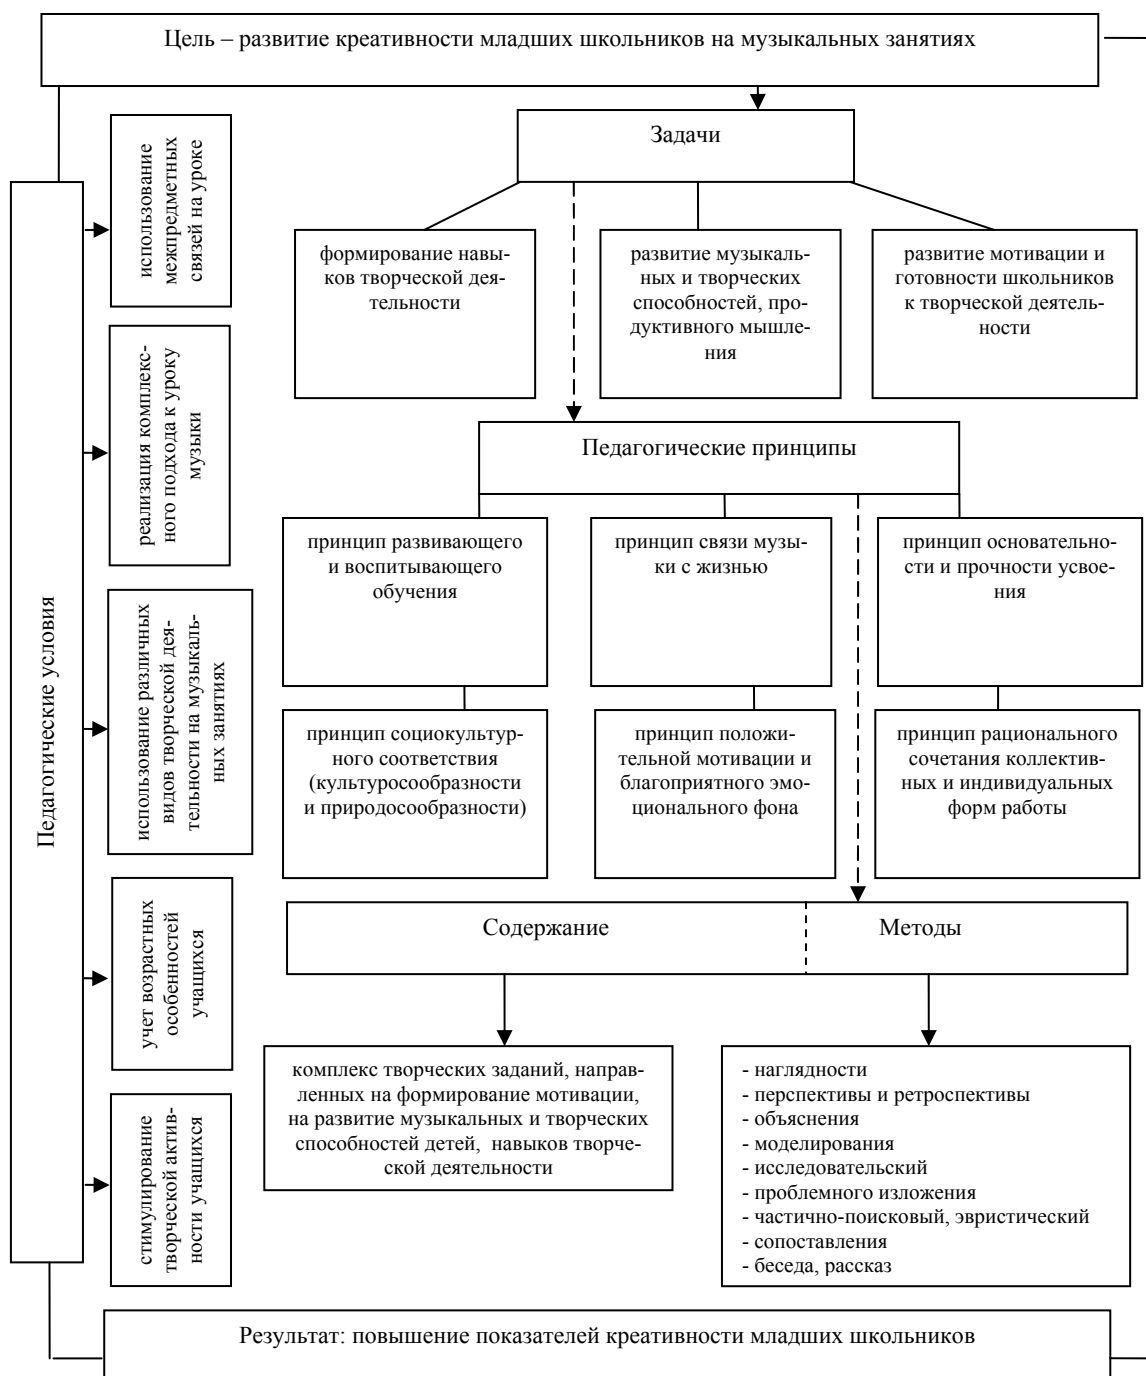 Цель – развитие креативности младших школьников на музыкальных занятиях
Задачи
формирование навы-
ков творческой дея-
тельности
развитие музыкаль-
ных и творческих
способностей, про-
дуктивного мышле-
ния
развитие мотивации и
готовности школьников
к творческой деятель-
ности
Педагогические принципы
принцип развивающего
и воспитывающего
обучения
принцип связи музы-
ки с жизнью
принцип основательно-
сти и прочности усвое-
ния
принцип социокультур-
ного соответствия
(культуросообразности
и природосообразности)
принцип положи-
тельной мотивации и
благоприятного эмо-
ционального фона
принцип рационального
сочетания коллектив-
ных и индивидуальных
форм работы
Содержание
Методы
комплекс творческих заданий, направ-
ленных на формирование мотивации,
на развитие музыкальных и творческих
способностей детей, навыков творче-
ской деятельности
- наглядности
- перспективы и ретроспективы
- объяснения
- моделирования
- исследовательский
- проблемного изложения
- частично-поисковый, эвристический
- сопоставления
- беседа, рассказ
Педагогические условия
использование
межпредметных
связей на уроке
реализация комплекс-
ного подхода к уроку
музыки
использование различных
видов творческой дея-
тельности на музыкаль-
ных занятиях
учет возрастных
особенностей
учащихся
стимулирование
творческой актив-
ности учащихся
Результат: повышение показателей креативности младших школьников